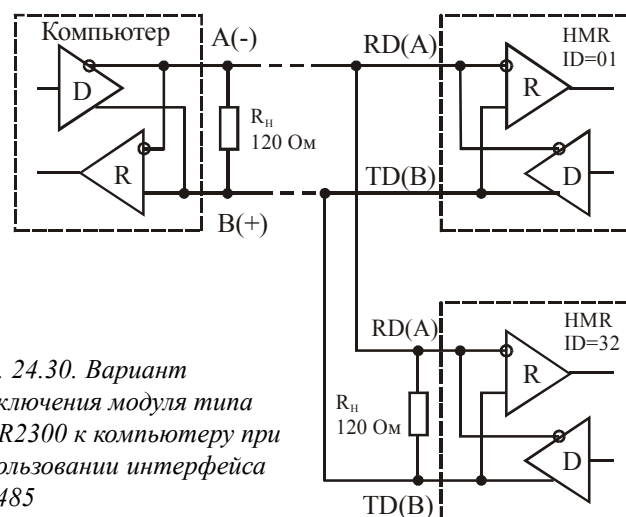 Компьютер
A(-)
RD(A)
HMR
ID=01
D
R
Rн
120 Ом
R
TD(B)
D
B(+)
RD(A)
HMR
ID=32
R
Rн
120 Ом
D
TD(B)
. 24.30. Вариант
ключения модуля типа
R2300 к компьютеру при
ользовании интерфейса
485